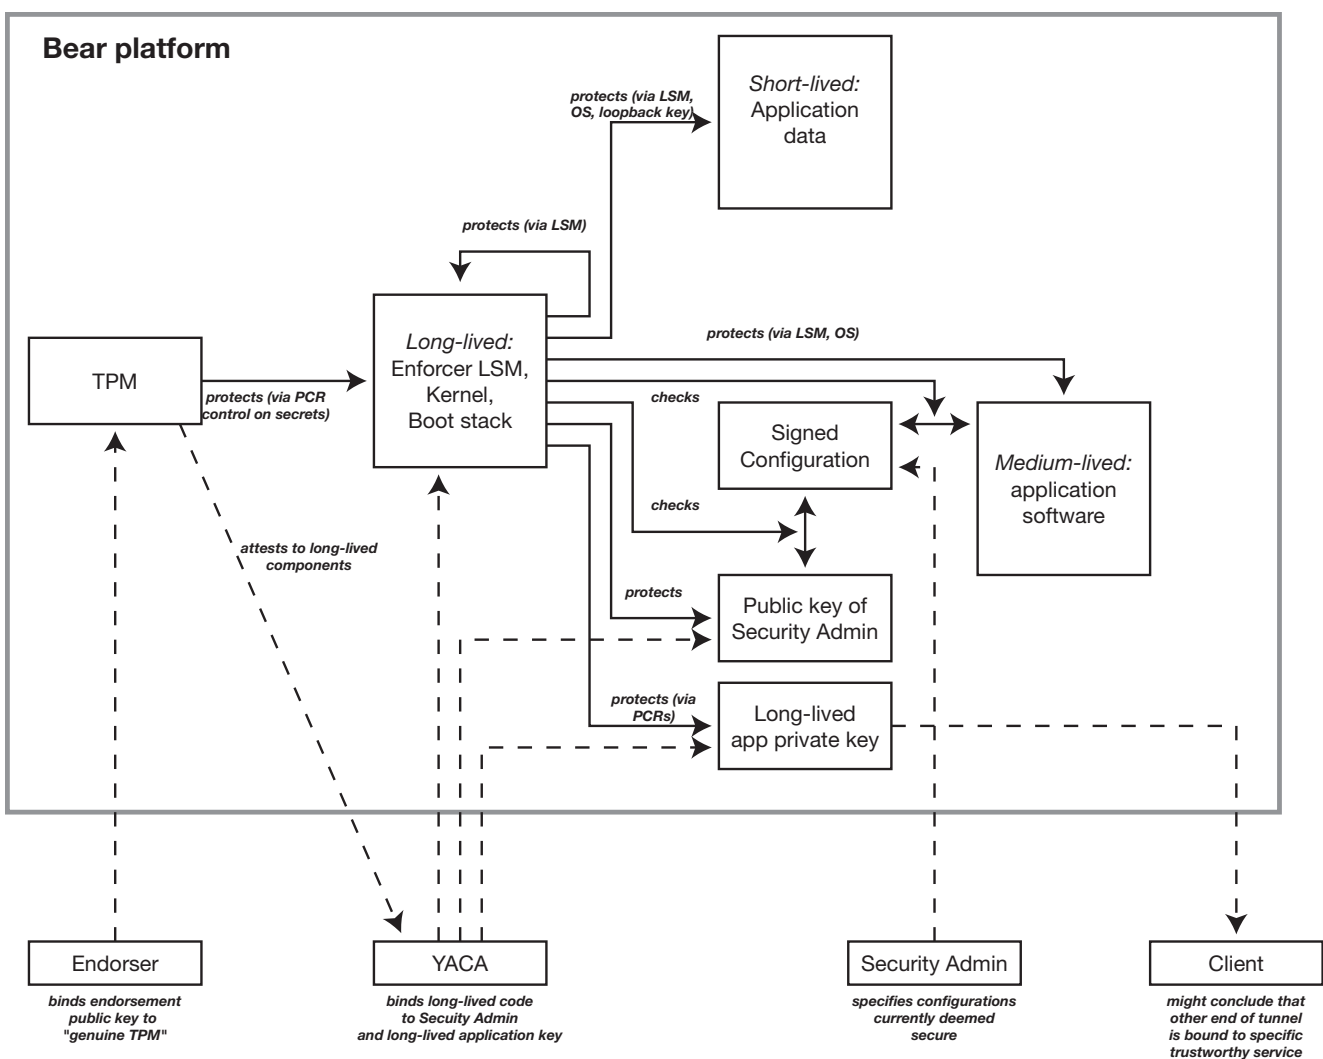 Bear platform
protects (via LSM,
OS, loopback key)
Short-lived:
Application
data
protects (via LSM)
TPM
protects (via PCR
control on secrets)
Long-lived:
Enforcer LSM,
Kernel,
Boot stack
protects (via LSM, OS)
checks
Signed
Configuration
Medium-lived:
application
software
checks
attests to long-lived
components
protects
Public key of
Security Admin
protects (via
PCRs)
Long-lived
app private key
Endorser
binds endorsement
public key to
"genuine TPM"
YACA
binds long-lived code
to Secuity Admin
and long-lived application key
Security Admin
specifies configurations
currently deemed
secure
Client
might conclude that
other end of tunnel
is bound to specific
trustworthy service